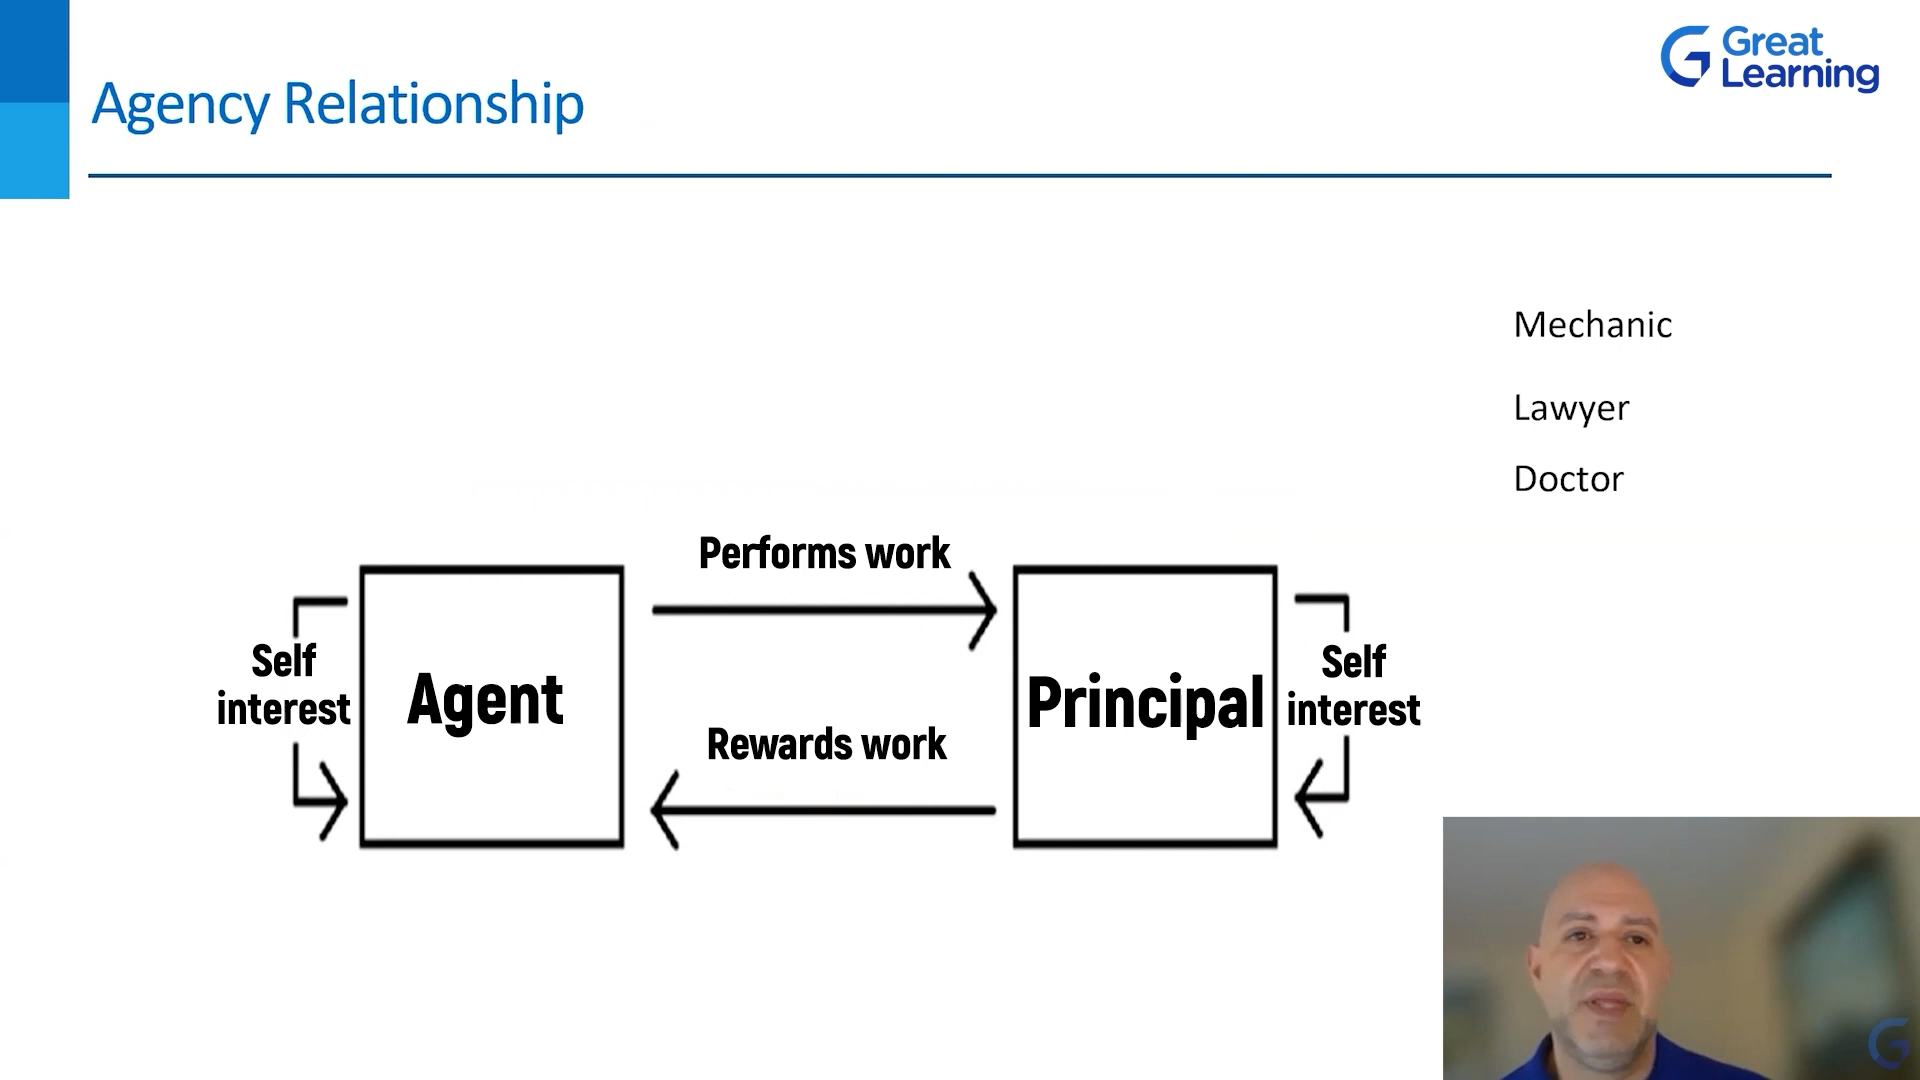 Great
Learning
Agency Relationship
Mechanic
Lawyer
Doctor
Performs work
Self
interest
Agent
Rewards work
Principal
Self
interest